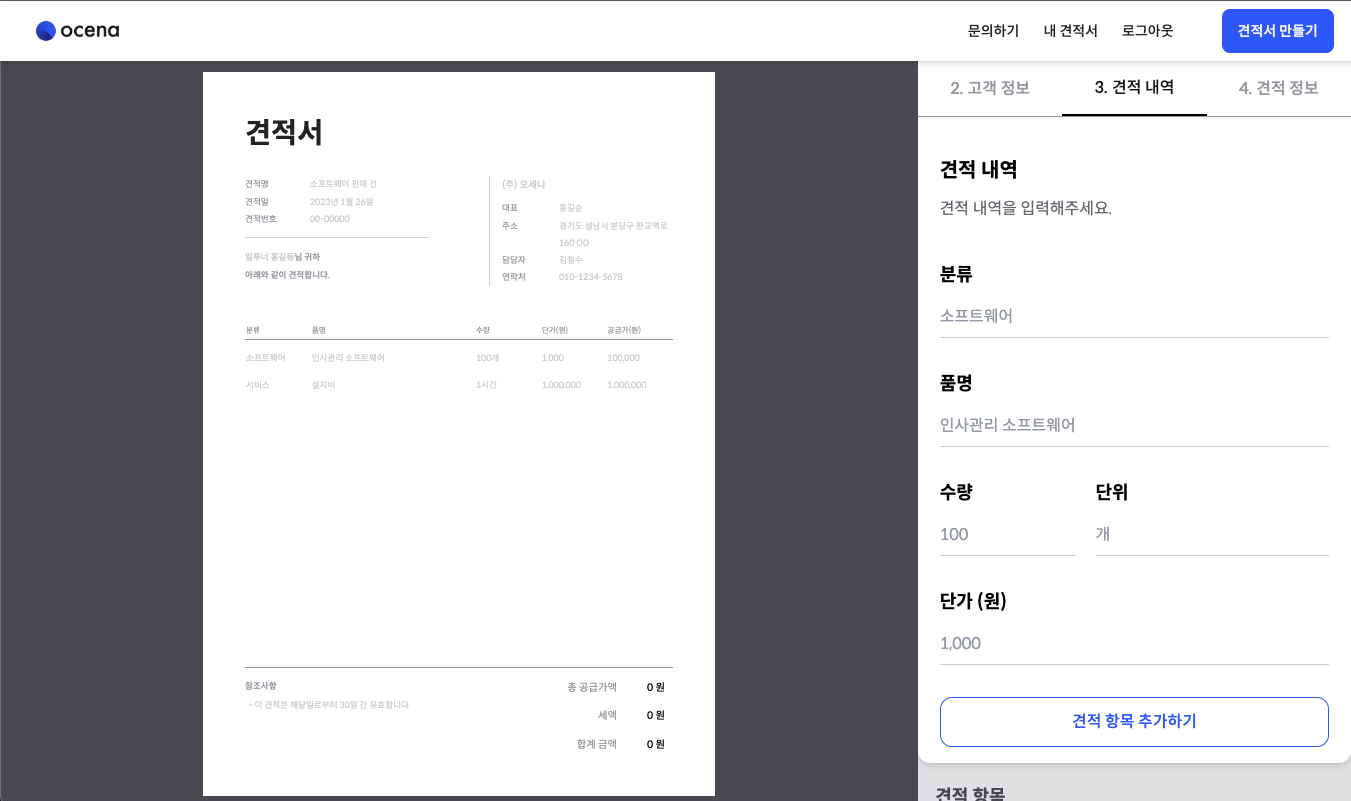 ocena
문의하기 내 견적서 로그아웃 견적서 만들기
견적서
견적명 소프트웨어 판매 건
견적일 2023년 1월 26일
견적번호 00-00000
일루너 홍길동님 귀하
아래와 같이 견적합니다.
(주) 오세나
대표 홍길순
주소 경기도 성남시 분당구 판교역로
160 OO
담당자 김철수
연락처 010-1234-5678
분류 품명 수량 단가(원) 공급가(원)
소프트웨어 인사관리 소프트웨어 100개 1,000 100,000
서비스 설치비 1시간 1,000,000 1,000,000
참조사항
- 이 견적은 해당일로부터 30일 간 유효합니다.
총 공급가액 0 원
세액 0 원
합계 금액 0 원
2. 고객 정보 3. 견적 내역 4. 견적 정보
견적 내역
견적 내역을 입력해주세요.
분류
소프트웨어
품명
인사관리 소프트웨어
수량 단위
100 개
단가 (원)
1,000
견적 항목 추가하기
견적 항목